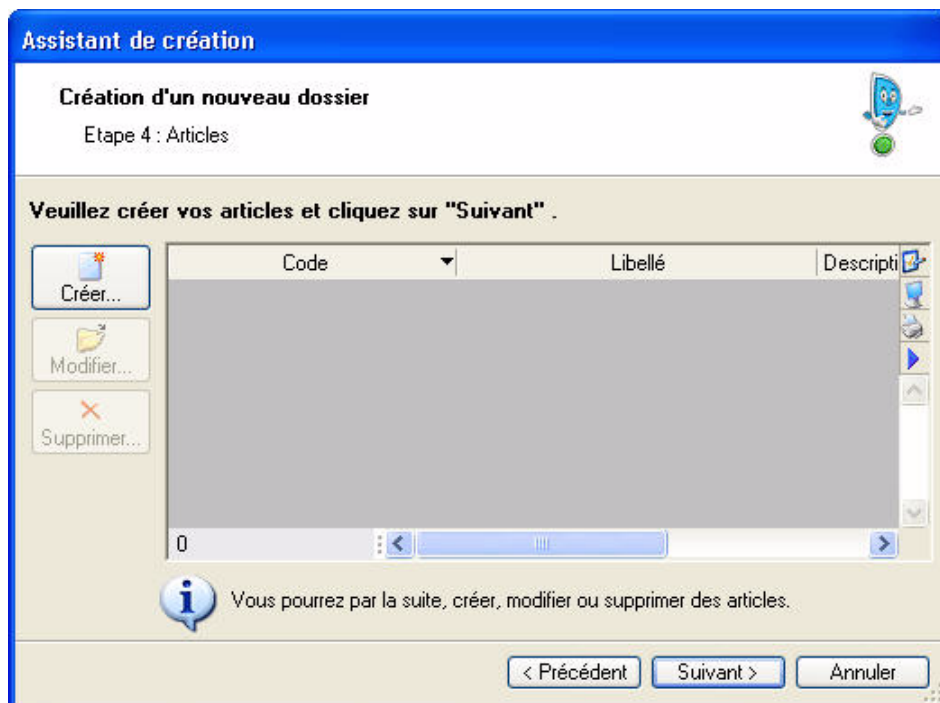 Assistant de création
Création d'un nouveau dossier
Etape 4 : Articles
Veuillez créer vos articles et cliquez sur "Suivant" .
Créer...
Modifier...
Supprimer...
Code Libellé Descripti
0
Vous pourrez par la suite, créer, modifier ou supprimer des articles.
< Précédent Suivant > Annuler